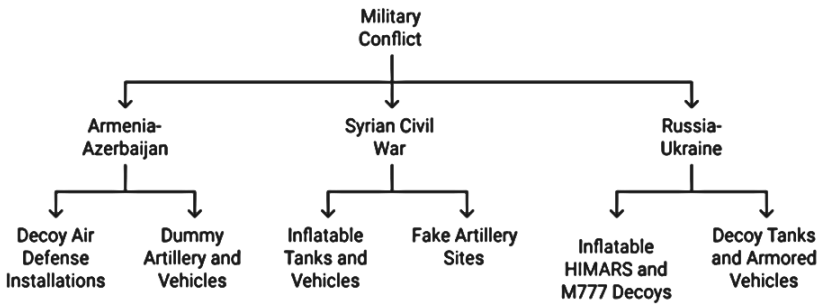 Military
Conflict
Armenia-
Azerbaijan
Syrian Civil
War
Russia-
Ukraine
Decoy Air
Defense
Installations
Dummy
Artillery and
Vehicles
Inflatable
Tanks and
Vehicles
Fake Artillery
Sites
Inflatable
HIMARS and
M777 Decoys
Decoy Tanks
and Armored
Vehicles